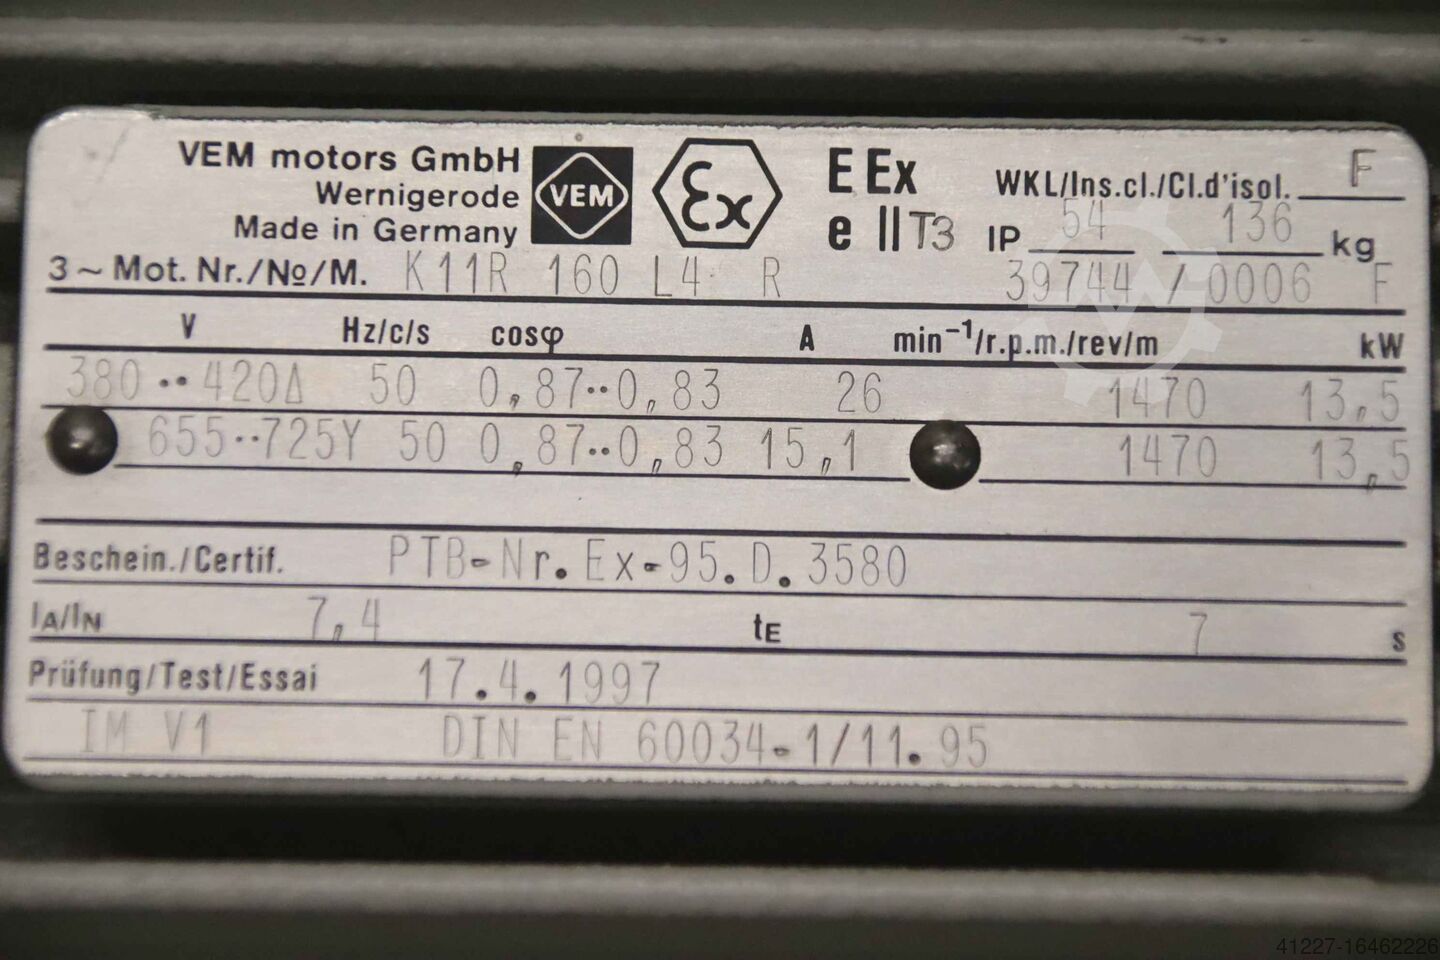 VEM motors GmbH
Wernigerode
Made in Germany
VEM
Ex
EEx
e II T3
WKL/Ins.cl./Cl.d'isol. F
IP 54 136 kg
3~Mot. Nr./No/M. K11R 160 L4 R 39744 / 0006 F
V Hz/c/s cosφ A min-1/r.p.m./rev/m kW
380..420Δ 50 0,87..0,83 26 1470 13,5
655..725Y 50 0,87..0,83 15,1 1470 13,5
Beschein./Certif. PTB-Nr. Ex-95.D.3580
IA/IN 7,4 tE 7 s
Prüfung/Test/Essai 17.4.1997
IM V1 DIN EN 60034-1/11.95
41227-16462226